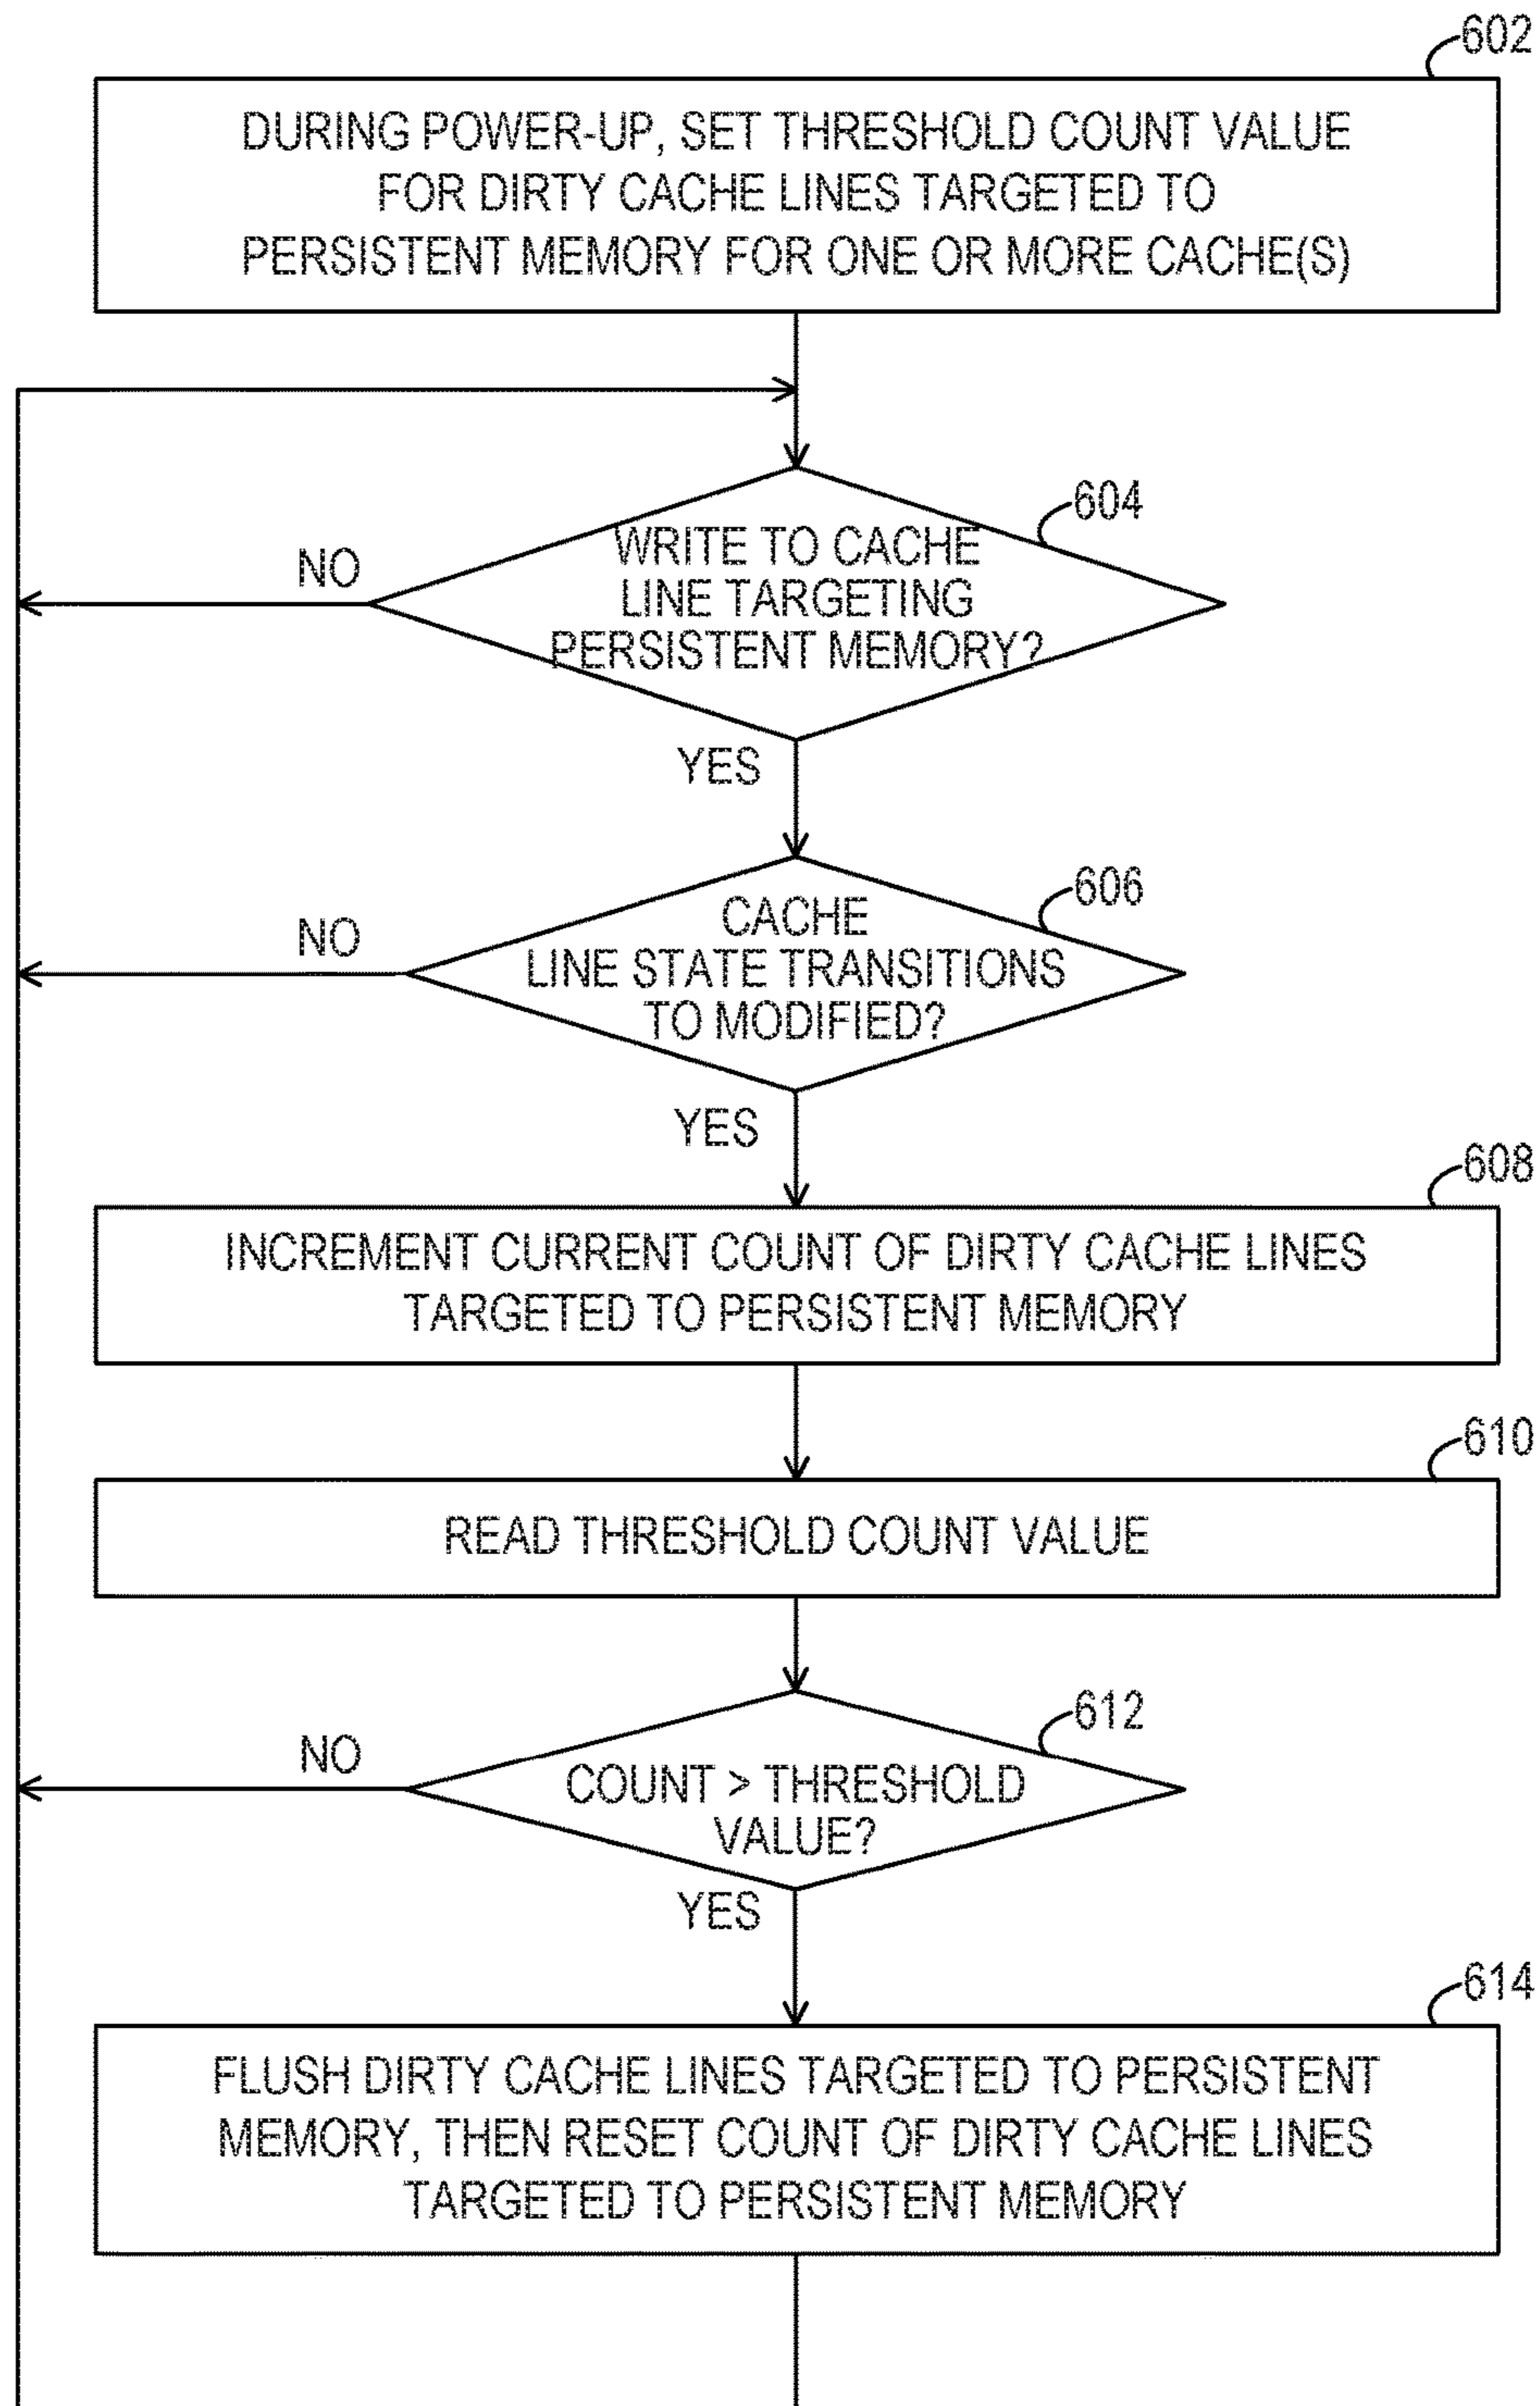 602
DURING POWER-UP, SET THRESHOLD COUNT VALUE
FOR DIRTY CACHE LINES TARGETED TO
PERSISTENT MEMORY FOR ONE OR MORE CACHE(S)
604
NO
WRITE TO CACHE
LINE TARGETING
PERSISTENT MEMORY?
YES
606
NO
CACHE
LINE STATE TRANSITIONS
TO MODIFIED?
YES
608
INCREMENT CURRENT COUNT OF DIRTY CACHE LINES
TARGETED TO PERSISTENT MEMORY
610
READ THRESHOLD COUNT VALUE
612
NO
COUNT > THRESHOLD
VALUE?
YES
614
FLUSH DIRTY CACHE LINES TARGETED TO PERSISTENT
MEMORY, THEN RESET COUNT OF DIRTY CACHE LINES
TARGETED TO PERSISTENT MEMORY